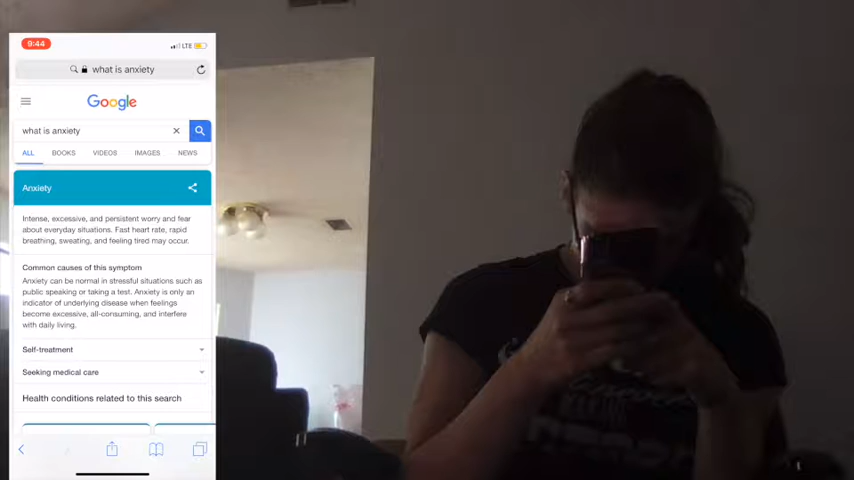 9:44
LTE
what is anxiety
Google
what is anxiety
ALL BOOKS VIDEOS IMAGES NEWS
Anxiety
Intense, excessive, and persistent worry and fear
about everyday situations. Fast heart rate, rapid
breathing, sweating, and feeling tired may occur.
Common causes of this symptom
Anxiety can be normal in stressful situations such as
public speaking or taking a test. Anxiety is only an
indicator of underlying disease when feelings
become excessive, all-consuming, and interfere
with daily living.
Self-treatment
Seeking medical care
Health conditions related to this search